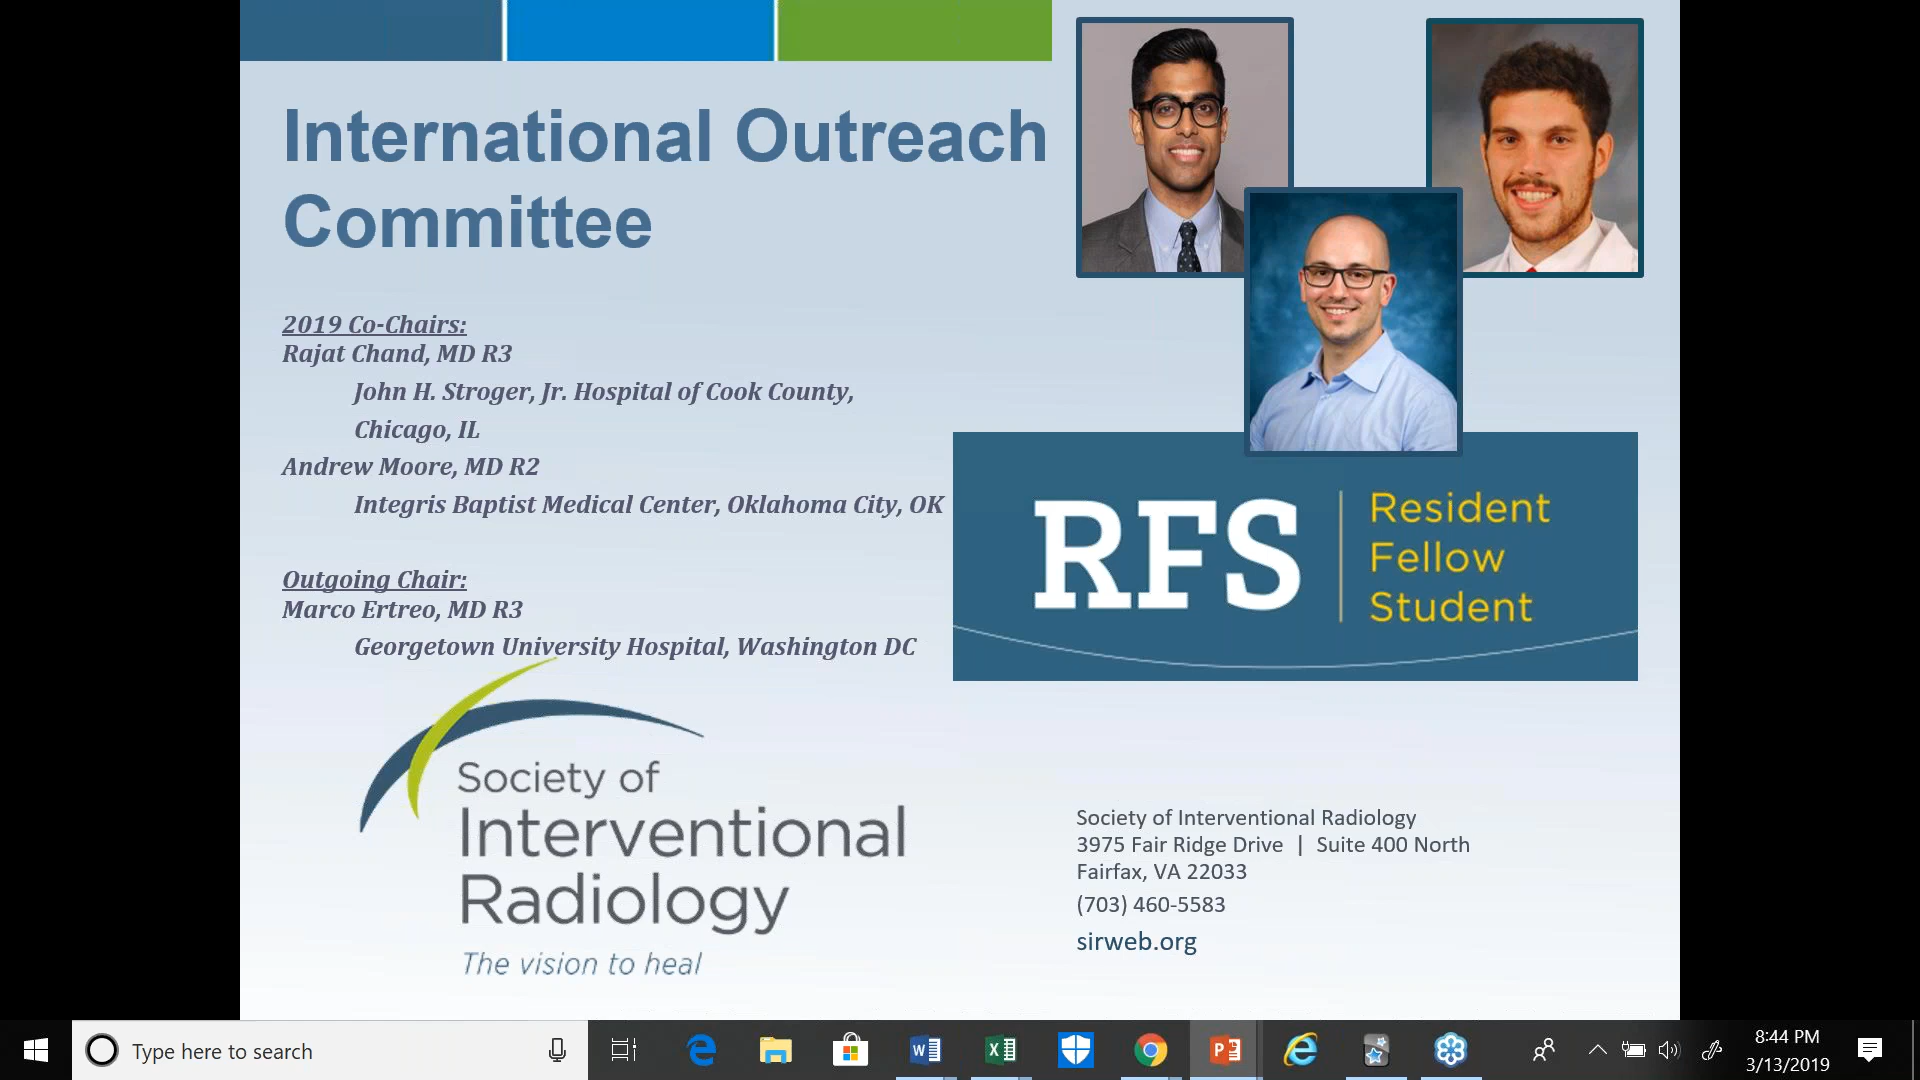 International Outreach
Committee
2019 Co-Chairs:
Rajat Chand, MD R3
John H. Stroger, Jr. Hospital of Cook County,
Chicago, IL
Andrew Moore, MD R2
Integris Baptist Medical Center, Oklahoma City, OK
Outgoing Chair:
Marco Ertreo, MD R3
Georgetown University Hospital, Washington DC
RFS
Resident
Fellow
Student
Society of
Interventional
Radiology
The vision to heal
Society of Interventional Radiology
3975 Fair Ridge Drive | Suite 400 North
Fairfax, VA 22033
(703) 460-5583
sirweb.org
Type here to search
8:44 PM
3/13/2019